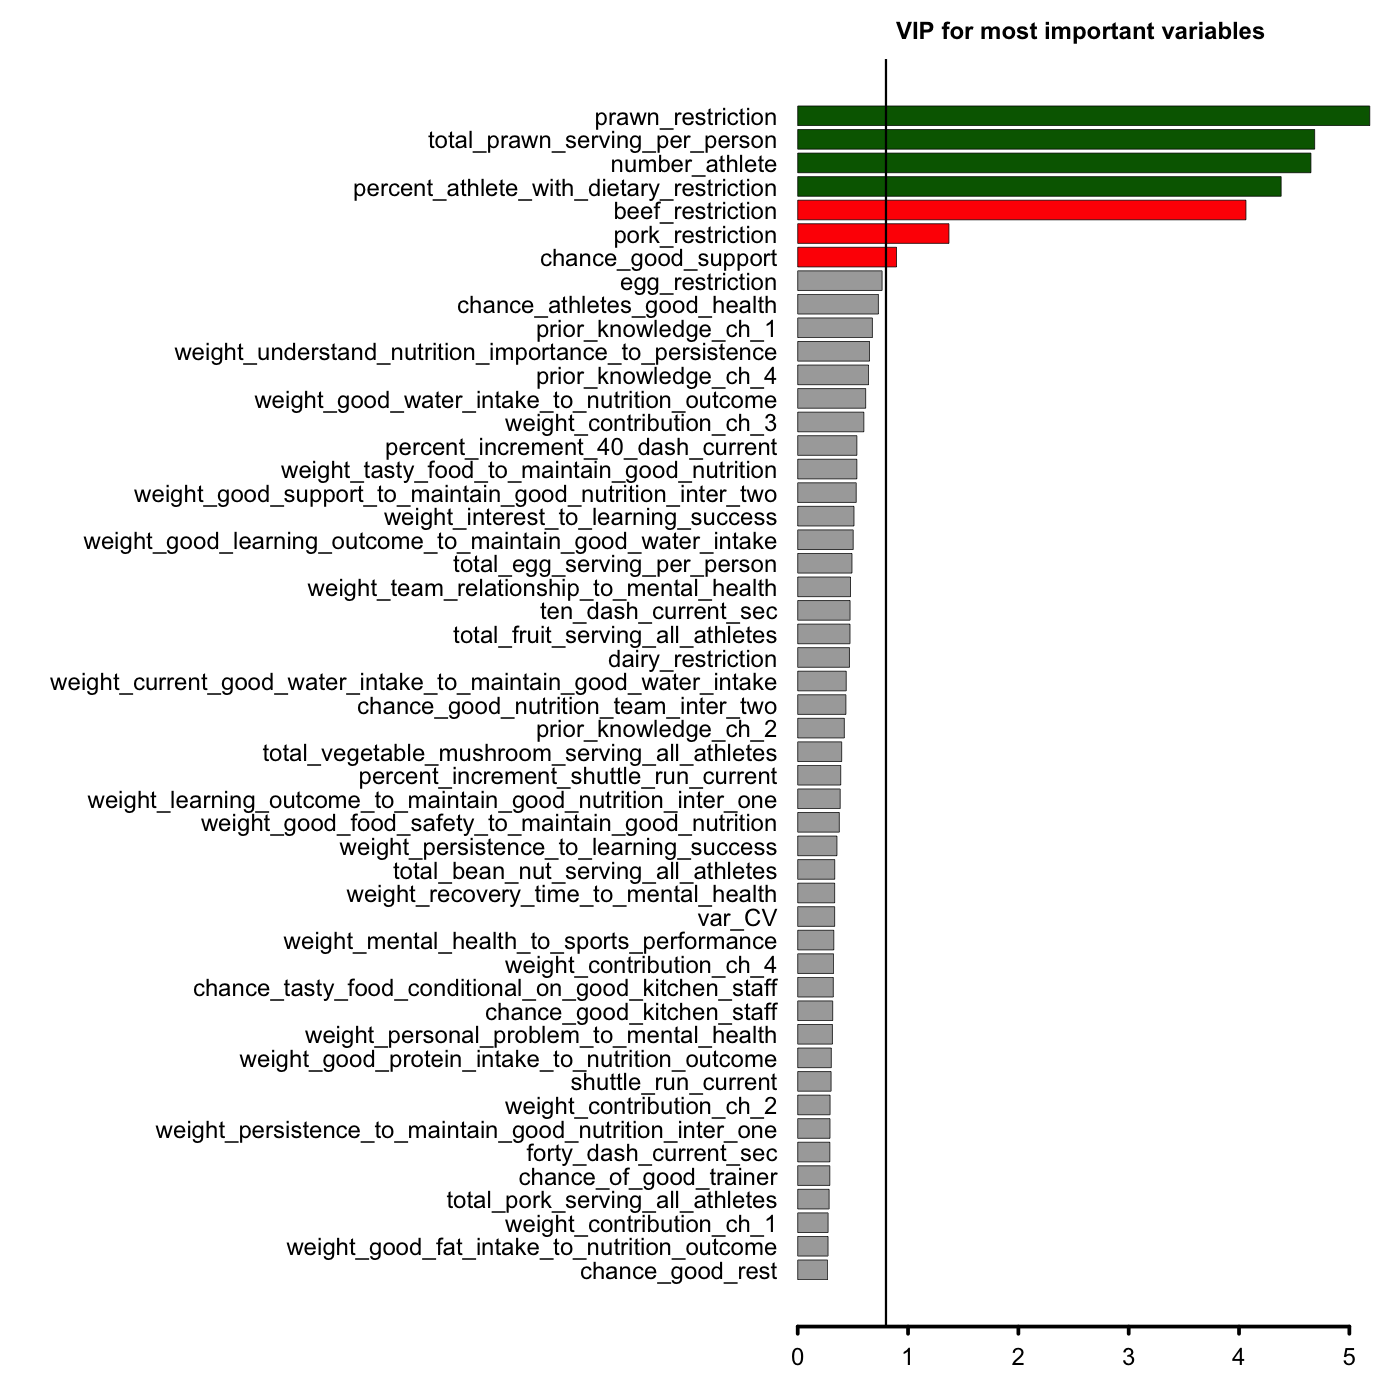 VIP for most important variables
prawn_restriction
total_prawn_serving_per_person
number_athlete
percent_athlete_with_dietary_restriction
beef_restriction
pork_restriction
chance_good_support
egg_restriction
chance_athletes_good_health
prior_knowledge_ch_1
weight_understand_nutrition_importance_to_persistence
prior_knowledge_ch_4
weight_good_water_intake_to_nutrition_outcome
weight_contribution_ch_3
percent_increment_40_dash_current
weight_tasty_food_to_maintain_good_nutrition
weight_good_support_to_maintain_good_nutrition_inter_two
weight_interest_to_learning_success
weight_good_learning_outcome_to_maintain_good_water_intake
total_egg_serving_per_person
weight_team_relationship_to_mental_health
ten_dash_current_sec
total_fruit_serving_all_athletes
dairy_restriction
weight_current_good_water_intake_to_maintain_good_water_intake
chance_good_nutrition_team_inter_two
prior_knowledge_ch_2
total_vegetable_mushroom_serving_all_athletes
percent_increment_shuttle_run_current
weight_learning_outcome_to_maintain_good_nutrition_inter_one
weight_good_food_safety_to_maintain_good_nutrition
weight_persistence_to_learning_success
total_bean_nut_serving_all_athletes
weight_recovery_time_to_mental_health
var_CV
weight_mental_health_to_sports_performance
weight_contribution_ch_4
chance_tasty_food_conditional_on_good_kitchen_staff
chance_good_kitchen_staff
weight_personal_problem_to_mental_health
weight_good_protein_intake_to_nutrition_outcome
shuttle_run_current
weight_contribution_ch_2
weight_persistence_to_maintain_good_nutrition_inter_one
forty_dash_current_sec
chance_of_good_trainer
total_pork_serving_all_athletes
weight_contribution_ch_1
weight_good_fat_intake_to_nutrition_outcome
chance_good_rest
0 1 2 3 4 5